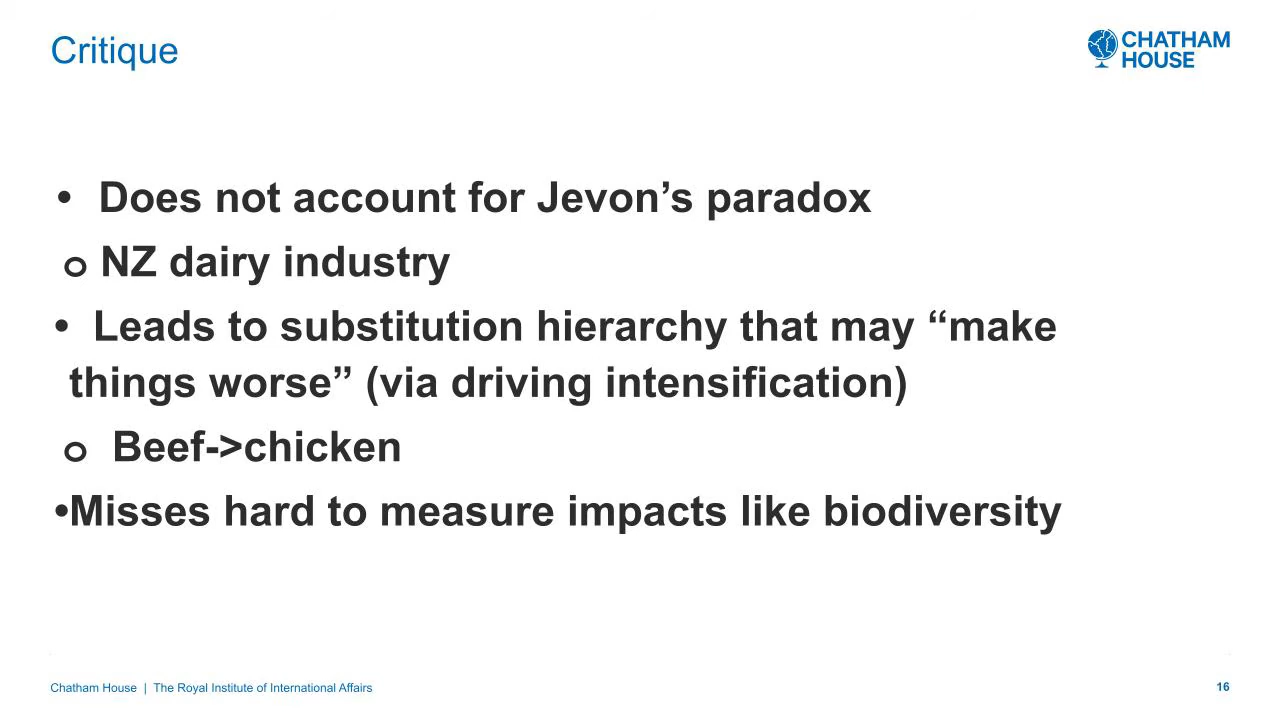 Critique
CHATHAM
HOUSE
• Does not account for Jevon’s paradox
o NZ dairy industry
• Leads to substitution hierarchy that may “make
things worse” (via driving intensification)
o Beef->chicken
•Misses hard to measure impacts like biodiversity
Chatham House | The Royal Institute of International Affairs
16